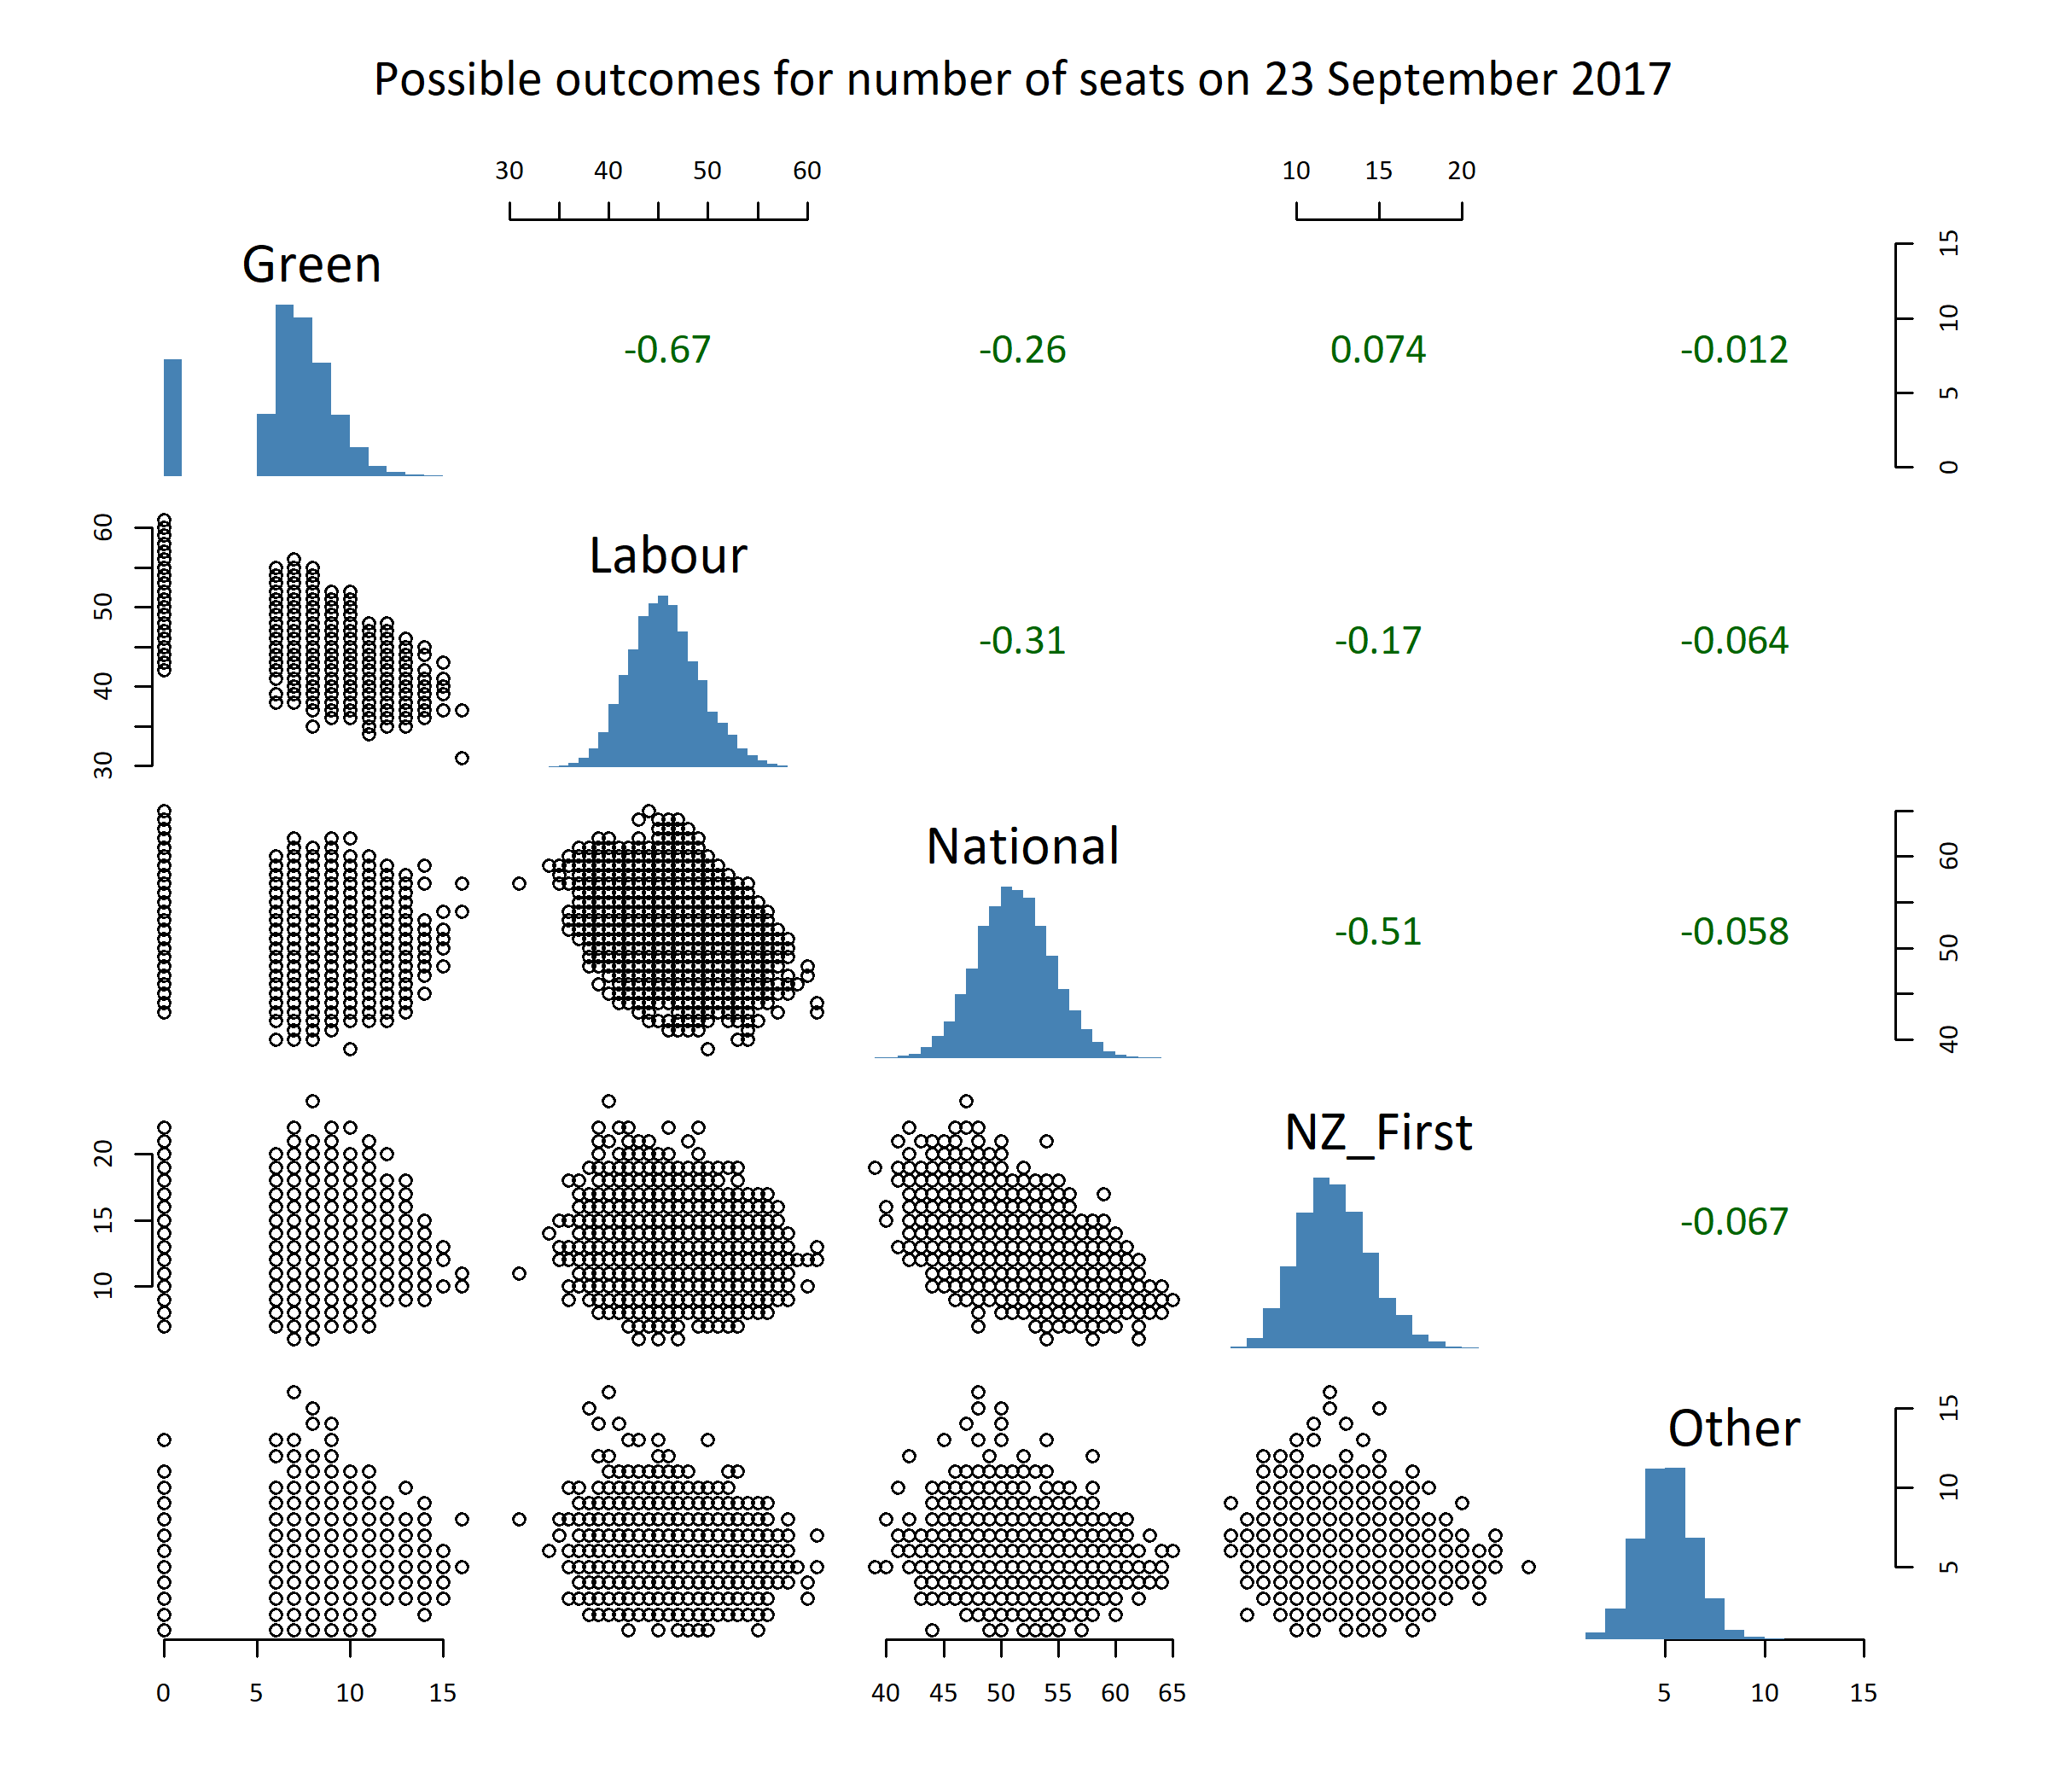 Possible outcomes for number of seats on 23 September 2017
30 40 50 60 10 15 20
Green
-0.67 -0.26 0.074 -0.012
15
10
5
0
Labour
60
50
40
30
-0.31 -0.17 -0.064
National
-0.51 -0.058
60
50
40
NZ_First
20
15
10
-0.067
Other
15
10
5
0 5 10 15 40 45 50 55 60 65 5 10 15